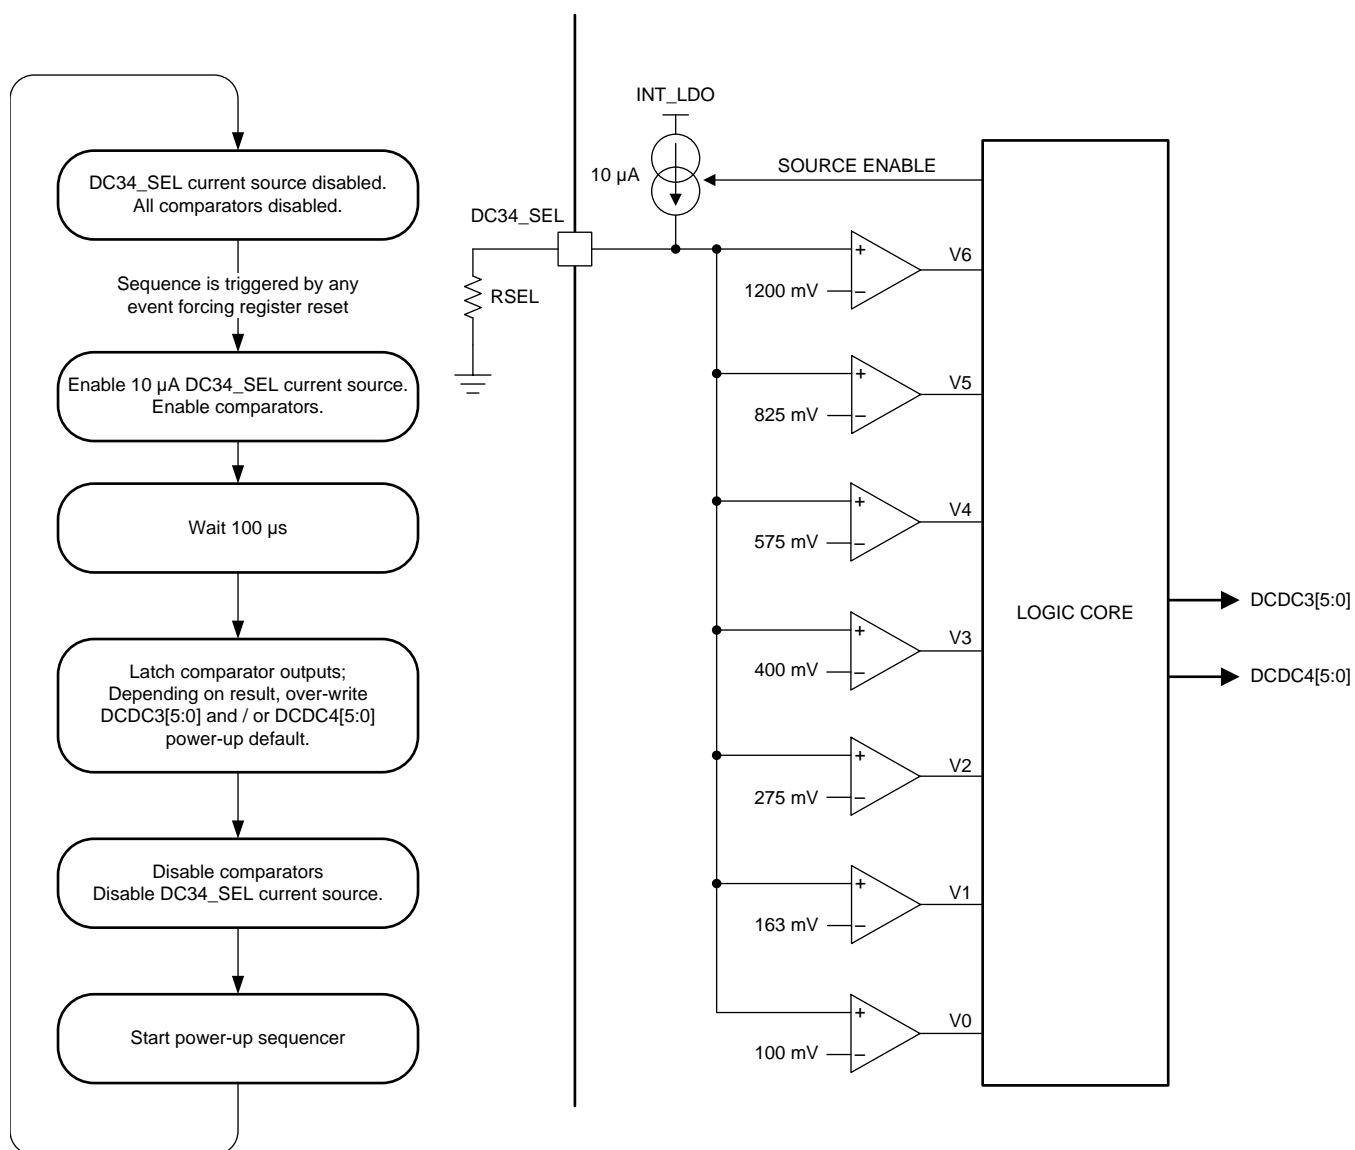 DC34_SEL current source disabled.
All comparators disabled.
Sequence is triggered by any
event forcing register reset
Enable 10 µA DC34_SEL current source.
Enable comparators.
Wait 100 µs
Latch comparator outputs;
Depending on result, over-write
DCDC3[5:0] and / or DCDC4[5:0]
power-up default.
Disable comparators
Disable DC34_SEL current source.
Start power-up sequencer
INT_LDO
10 µA
SOURCE ENABLE
DC34_SEL
RSEL
+
–
1200 mV
V6
+
–
825 mV
V5
+
–
575 mV
V4
+
–
400 mV
V3
+
–
275 mV
V2
+
–
163 mV
V1
+
–
100 mV
V0
LOGIC CORE
DCDC3[5:0]
DCDC4[5:0]